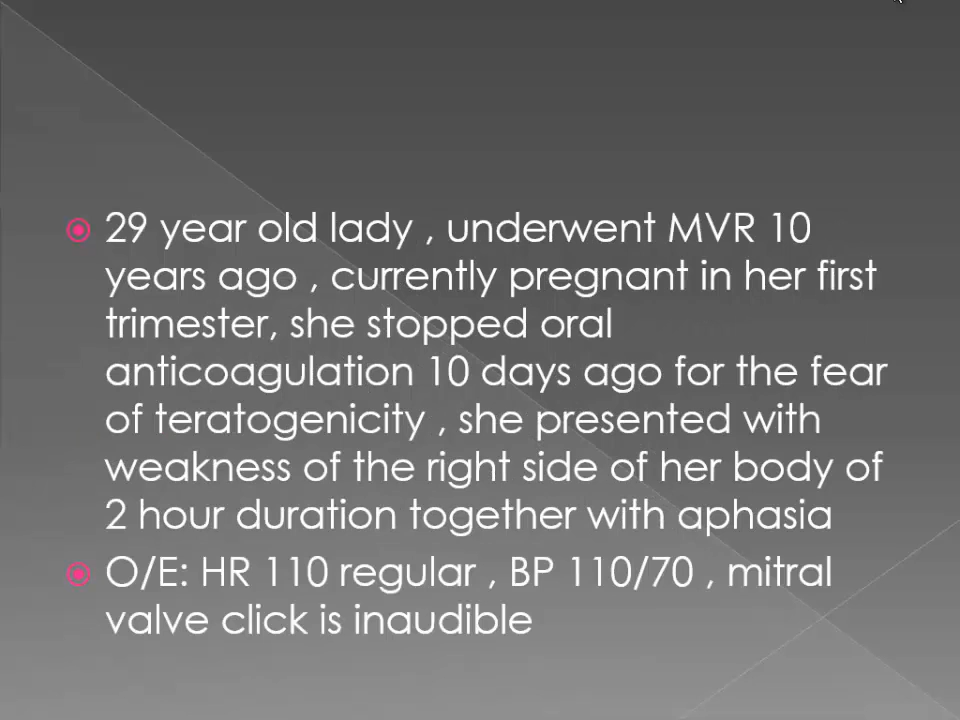 29 year old lady , underwent MVR 10
years ago , currently pregnant in her first
trimester, she stopped oral
anticoagulation 10 days ago for the fear
of teratogenicity , she presented with
weakness of the right side of her body of
2 hour duration together with aphasia
O/E: HR 110 regular , BP 110/70 , mitral
valve click is inaudible